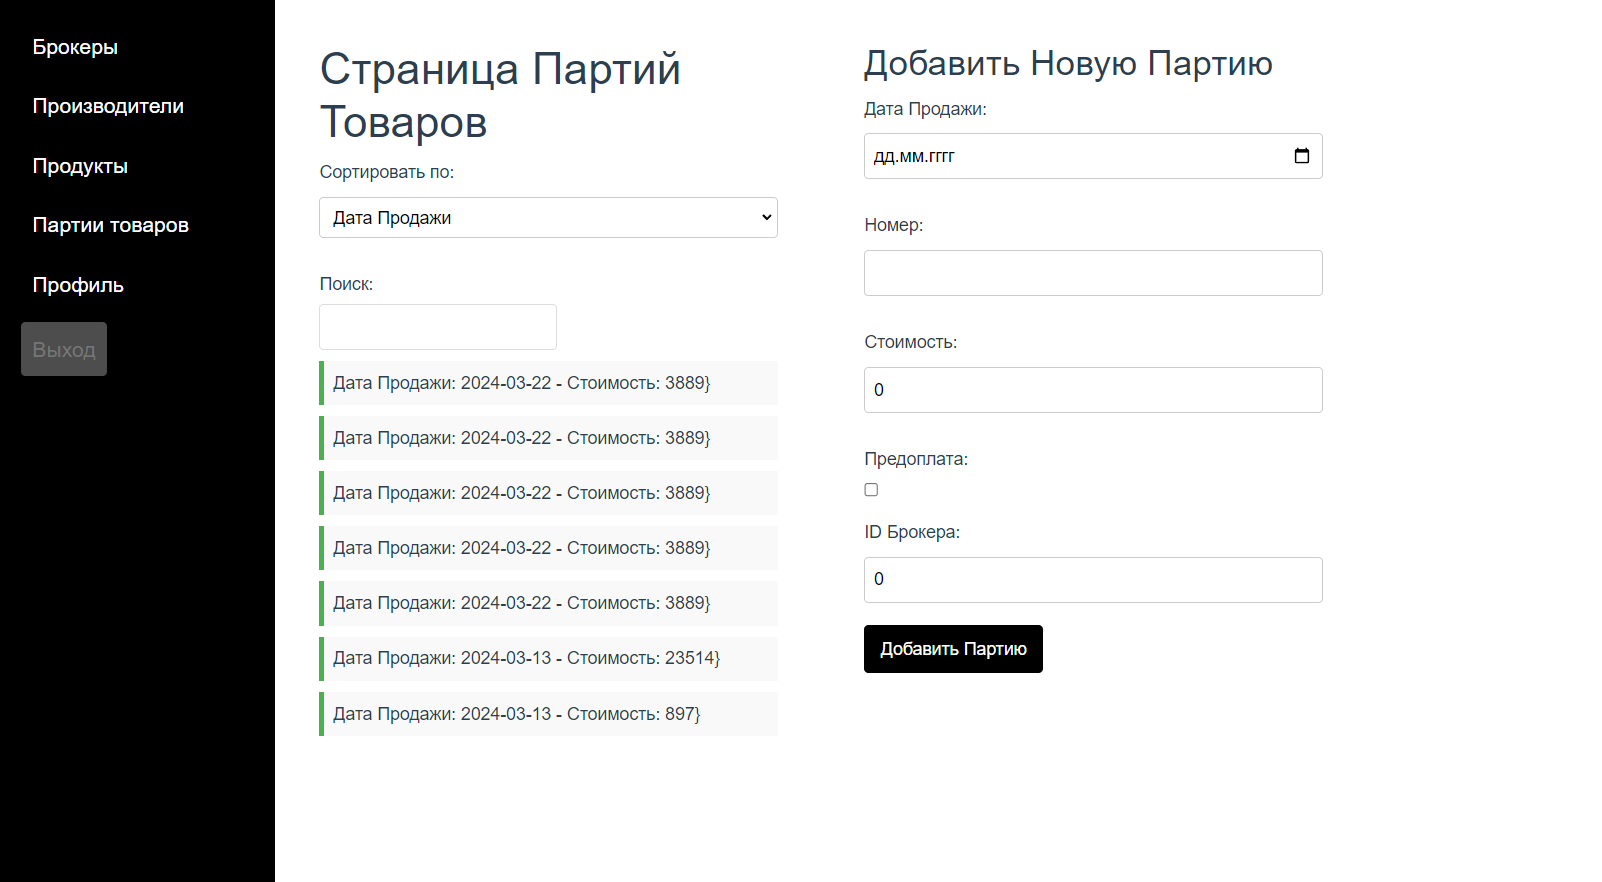 Брокеры
Производители
Продукты
Партии товаров
Профиль
Выход
Страница Партий
Товаров
Сортировать по:
Дата Продажи
Поиск:
Дата Продажи: 2024-03-22 - Стоимость: 3889}
Дата Продажи: 2024-03-22 - Стоимость: 3889}
Дата Продажи: 2024-03-22 - Стоимость: 3889}
Дата Продажи: 2024-03-22 - Стоимость: 3889}
Дата Продажи: 2024-03-22 - Стоимость: 3889}
Дата Продажи: 2024-03-13 - Стоимость: 23514}
Дата Продажи: 2024-03-13 - Стоимость: 897}
Добавить Новую Партию
Дата Продажи:
дд.мм.гггг
Номер:
Стоимость:
0
Предоплата:
ID Брокера:
0
Добавить Партию